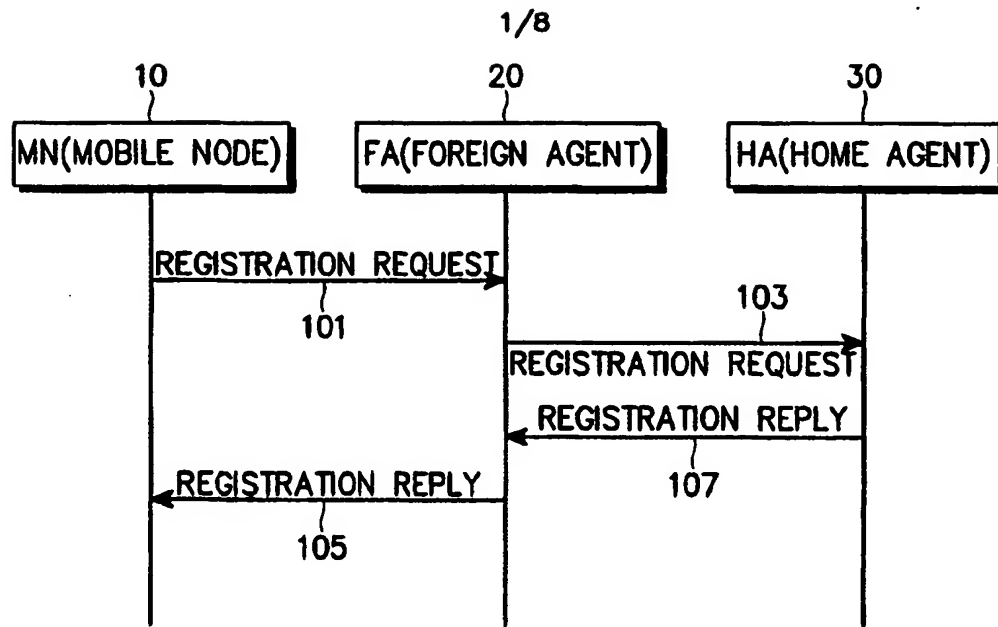 1/8
10
20
30
MN(MOBILE NODE)
FA(FOREIGN AGENT)
HA(HOME AGENT)
REGISTRATION REQUEST
101
103
REGISTRATION REQUEST
REGISTRATION REPLY
107
REGISTRATION REPLY
105